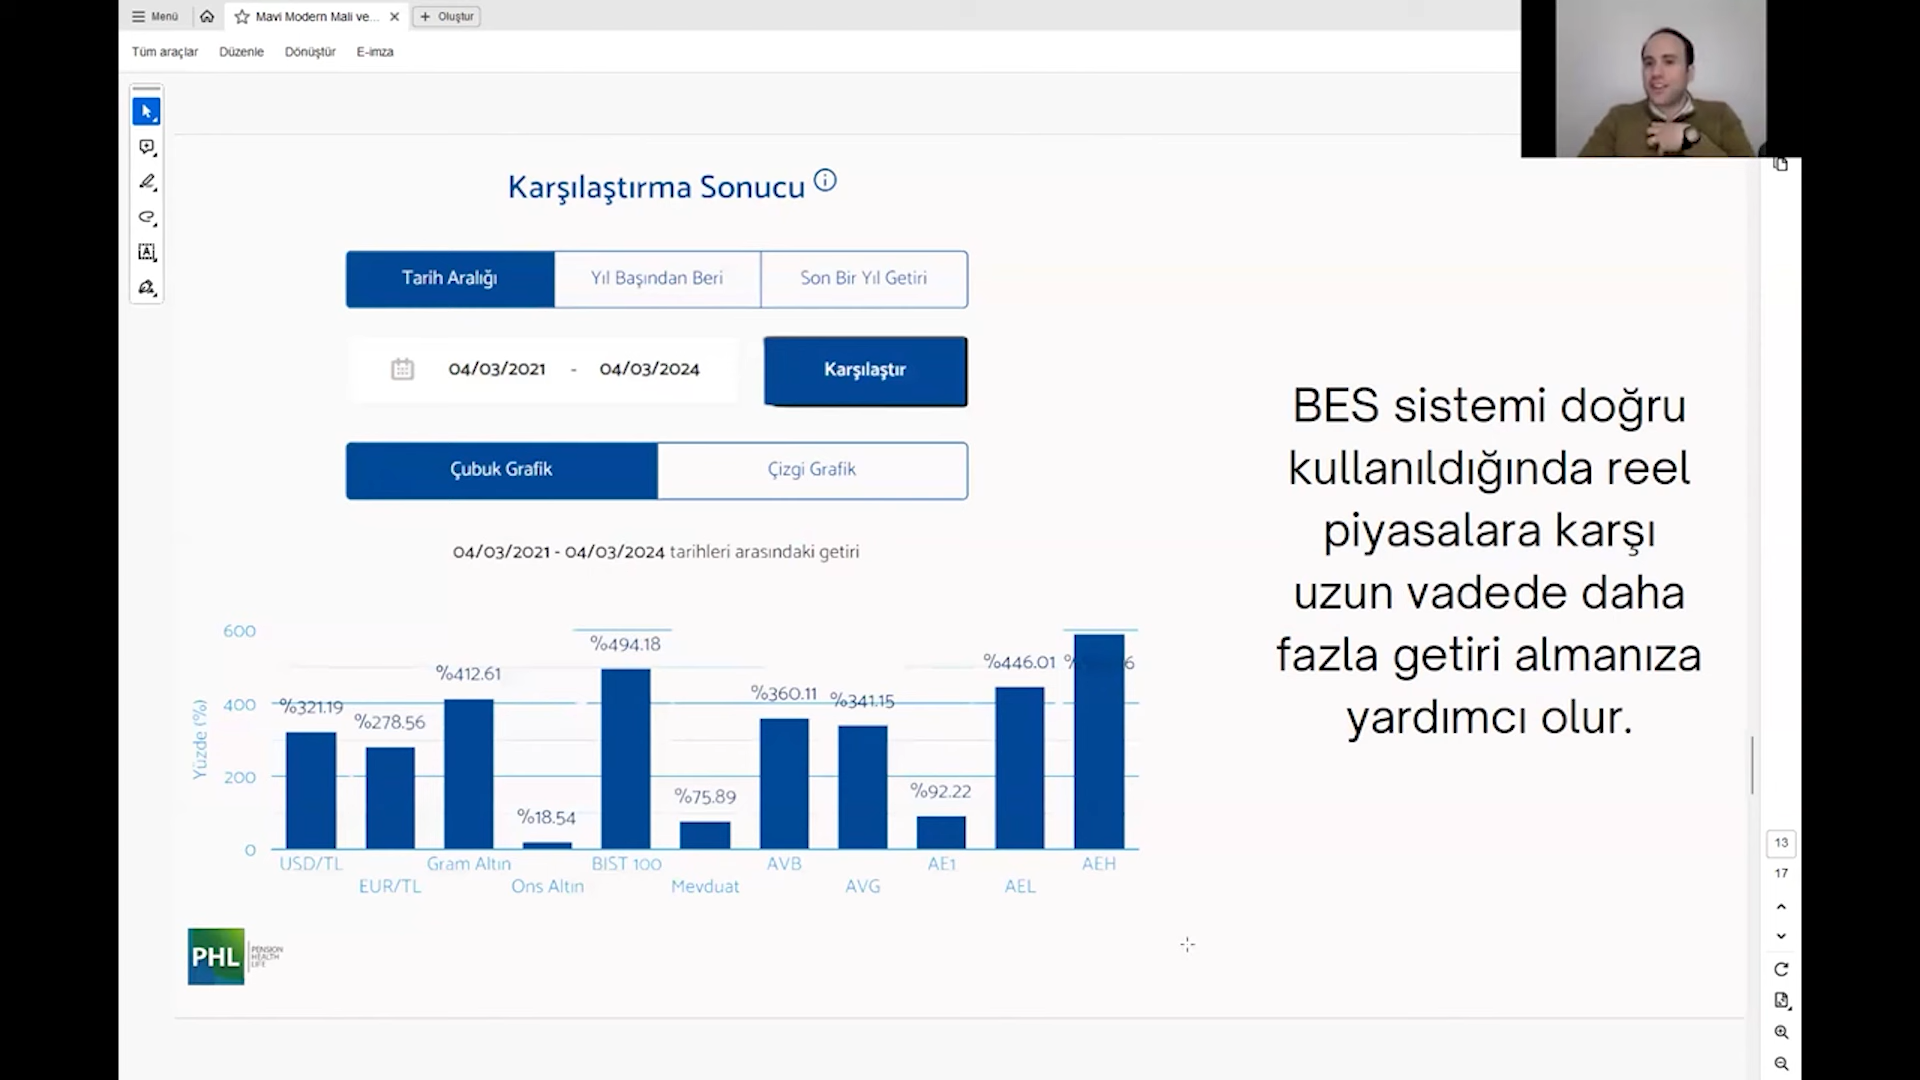 Menü
Mavi Modern Mali ve...
Oluştur
Tüm araçlar Düzenle Dönüştür E-imza
Karşılaştırma Sonucu
Tarih Aralığı Yıl Başından Beri Son Bir Yıl Getiri
04/03/2021 - 04/03/2024 Karşılaştır
Çubuk Grafik Çizgi Grafik
04/03/2021 - 04/03/2024 tarihleri arasındaki getiri
Yüzde (%)
600
400
200
0
%321.19
%278.56
%412.61
%18.54
%494.18
%75.89
%360.11
%341.15
%92.22
%446.01
USD/TL
EUR/TL
Gram Altın
Ons Altın
BIST 100
Mevduat
AVB
AVG
AE1
AEL
AEH
BES sistemi doğru
kullanıldığında reel
piyasalara karşı
uzun vadede daha
fazla getiri almanıza
yardımcı olur.
PHL
PENSION
HEALTH
LIFE
13
17